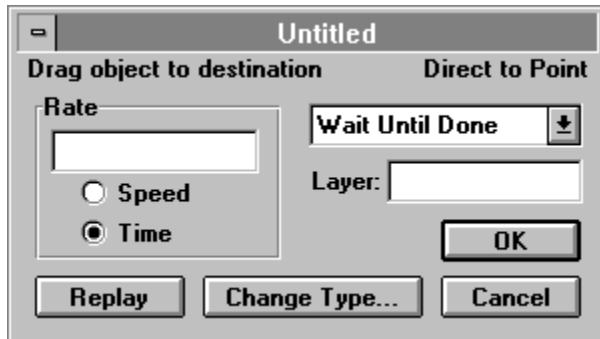 Untitled
Drag object to destination Direct to Point
Rate
Wait Until Done
Layer:
Speed
Time
OK
Replay Change Type... Cancel